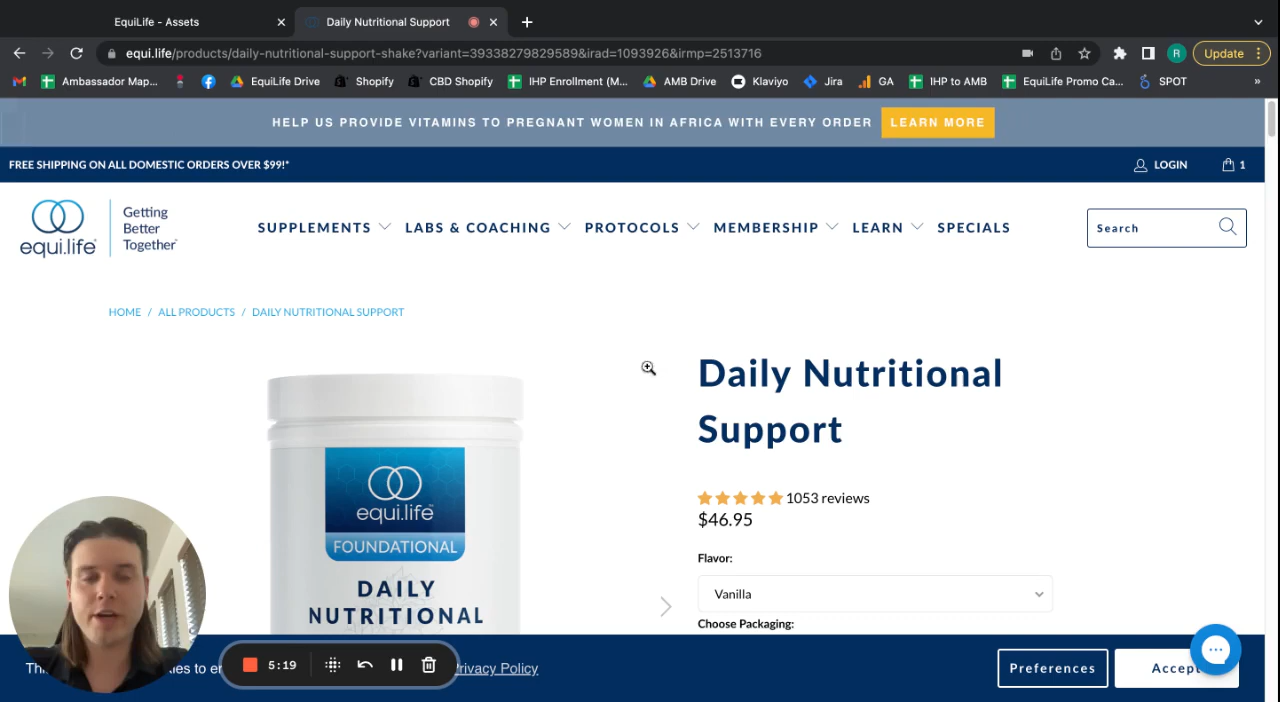 EquiLife - Assets
Daily Nutritional Support
equi.life/products/daily-nutritional-support-shake?variant=39338279829589&irad=1093926&irmp=2513716
R
Update
Ambassador Map...
EquiLife Drive
Shopify
CBD Shopify
IHP Enrollment (M...
AMB Drive
Klaviyo
Jira
GA
IHP to AMB
EquiLife Promo Ca...
SPOT
»
HELP US PROVIDE VITAMINS TO PREGNANT WOMEN IN AFRICA WITH EVERY ORDER
LEARN MORE
FREE SHIPPING ON ALL DOMESTIC ORDERS OVER $99!*
LOGIN
1
equi.life
Getting
Better
Together™
SUPPLEMENTS
LABS & COACHING
PROTOCOLS
MEMBERSHIP
LEARN
SPECIALS
Search
HOME / ALL PRODUCTS / DAILY NUTRITIONAL SUPPORT
equi.life™
FOUNDATIONAL
DAILY
NUTRITIONAL
Daily Nutritional
Support
1053 reviews
$46.95
Flavor:
Vanilla
Choose Packaging:
5:19
Privacy Policy
Preferences
Accept